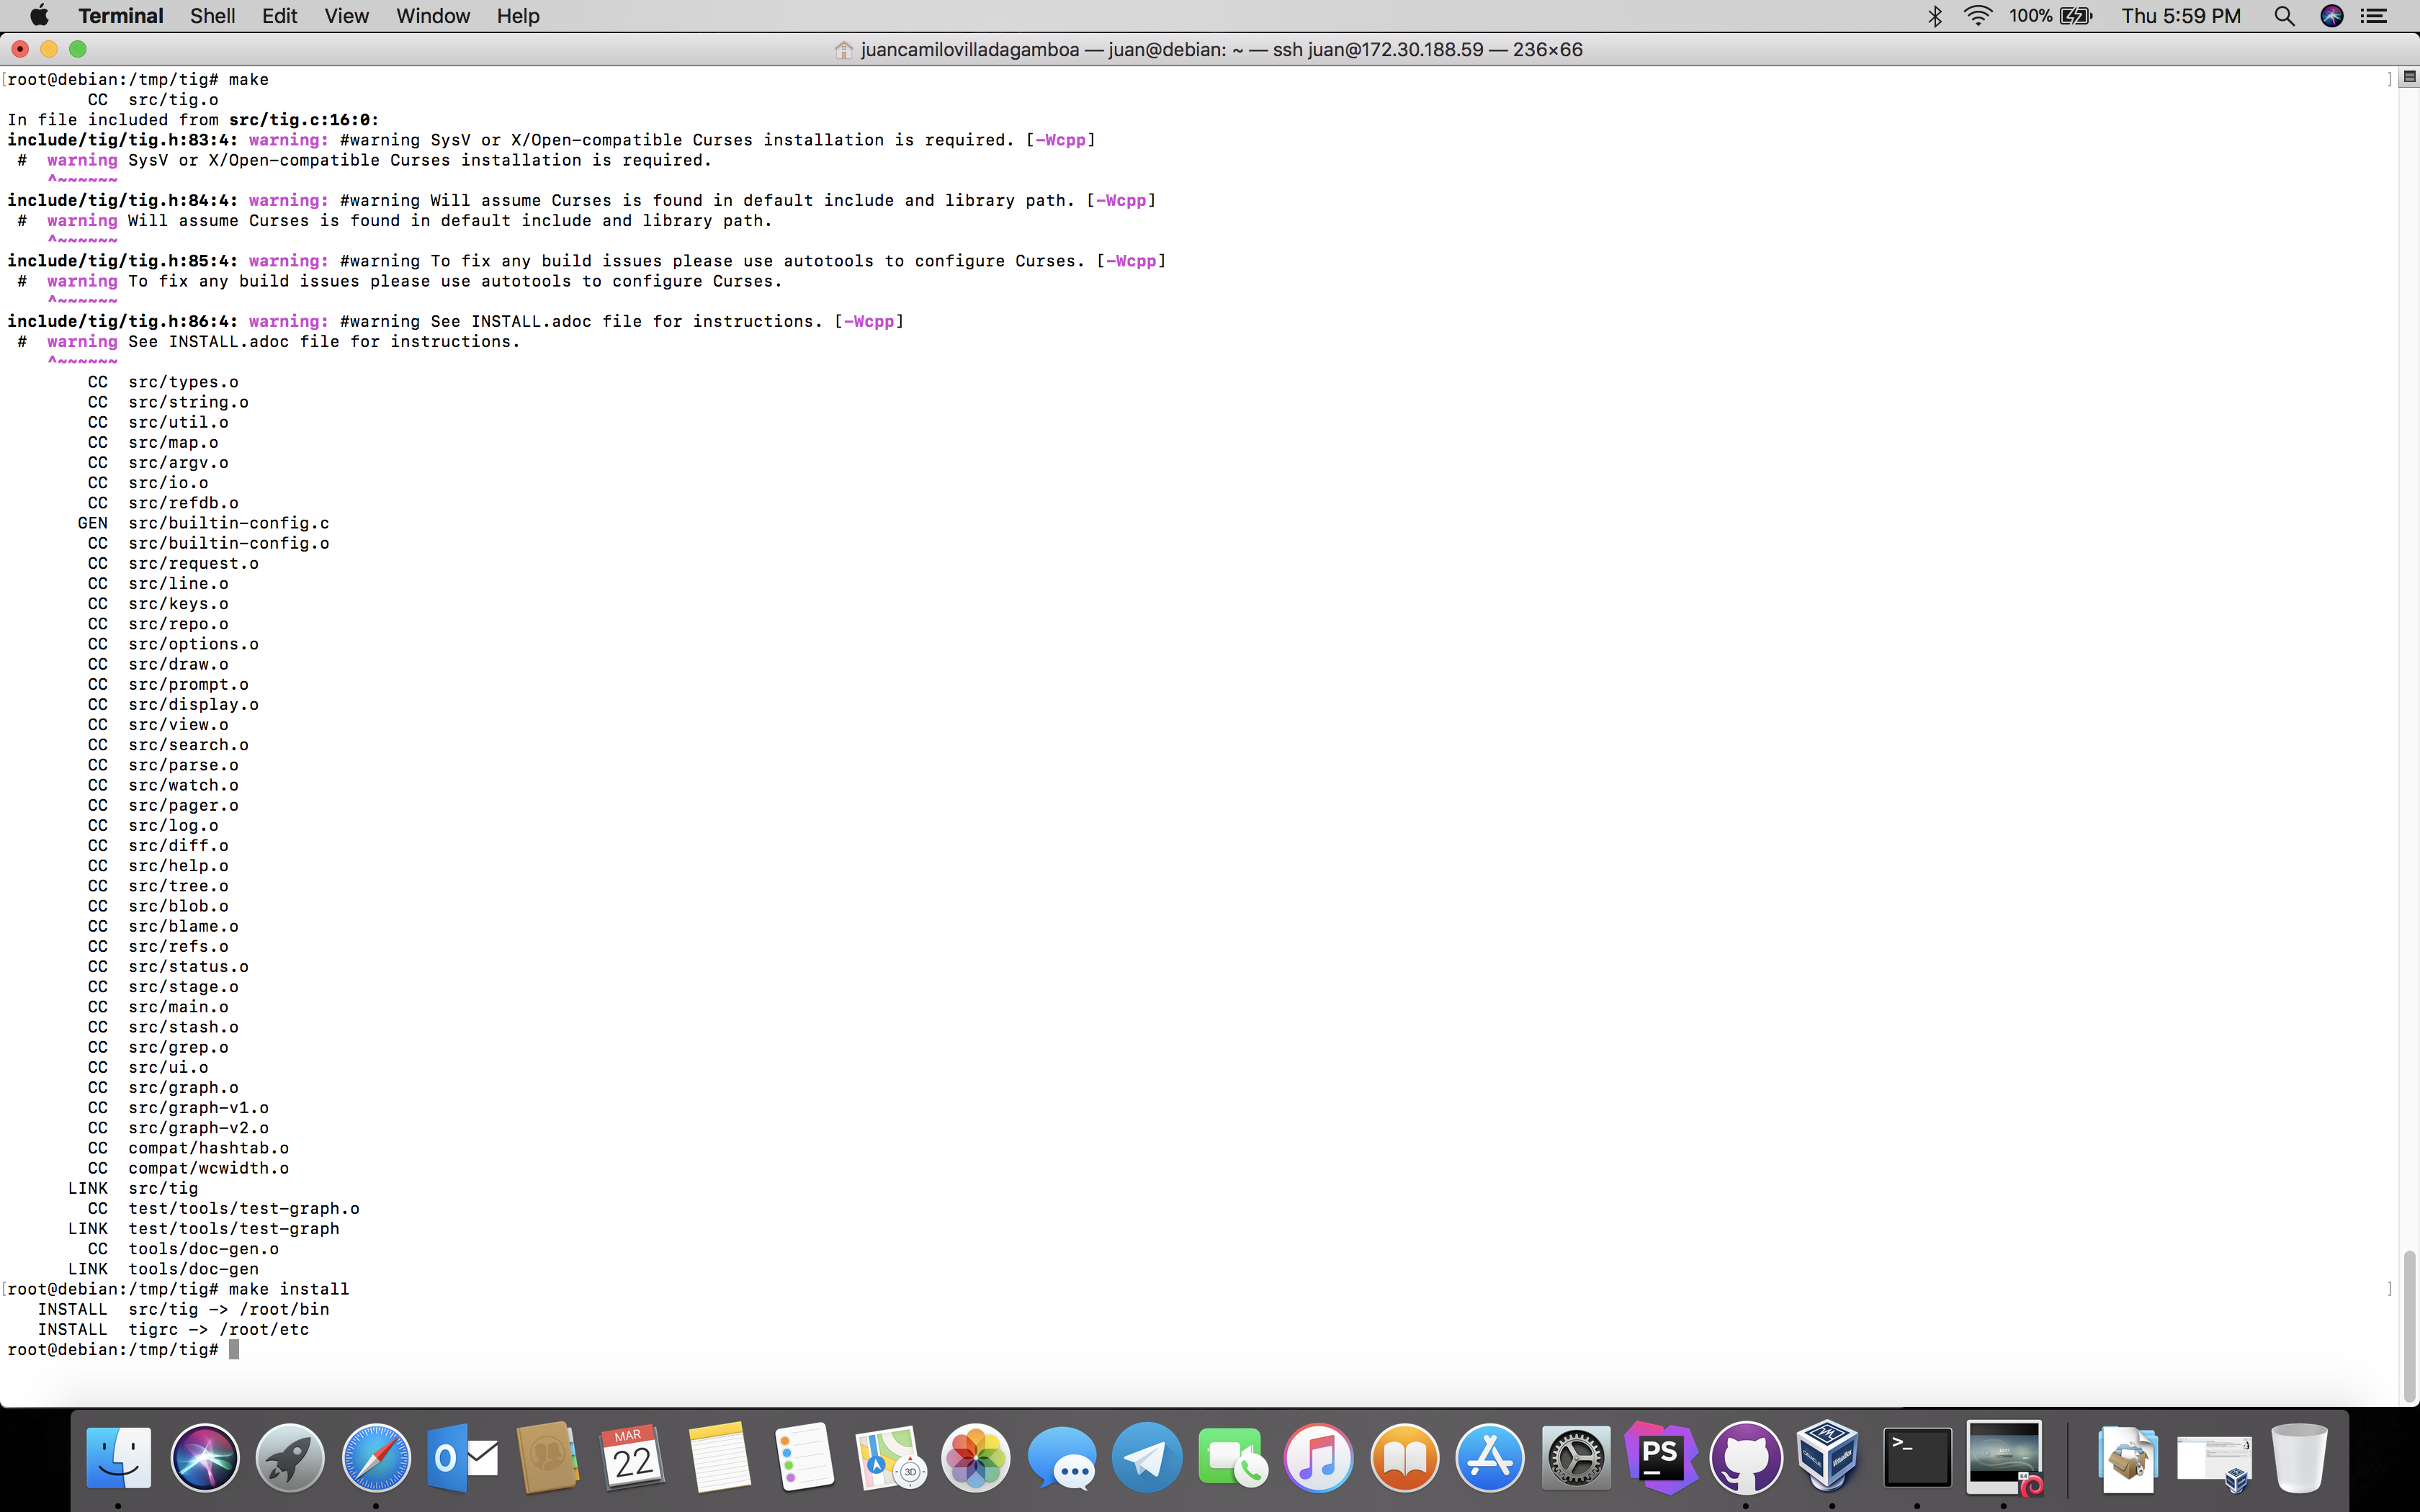 Terminal Shell Edit View Window Help 100% Thu 5:59 PM
juancamilovilladagamboa — juan@debian: ~ — ssh juan@172.30.188.59 — 236×66
[root@debian:/tmp/tig# make ]
CC src/tig.o
In file included from src/tig.c:16:0:
include/tig/tig.h:83:4: warning: #warning SysV or X/Open-compatible Curses installation is required. [-Wcpp]
# warning SysV or X/Open-compatible Curses installation is required.
^~~~~~~
include/tig/tig.h:84:4: warning: #warning Will assume Curses is found in default include and library path. [-Wcpp]
# warning Will assume Curses is found in default include and library path.
^~~~~~~
include/tig/tig.h:85:4: warning: #warning To fix any build issues please use autotools to configure Curses. [-Wcpp]
# warning To fix any build issues please use autotools to configure Curses.
^~~~~~~
include/tig/tig.h:86:4: warning: #warning See INSTALL.adoc file for instructions. [-Wcpp]
# warning See INSTALL.adoc file for instructions.
^~~~~~~
CC src/types.o
CC src/string.o
CC src/util.o
CC src/map.o
CC src/argv.o
CC src/io.o
CC src/refdb.o
GEN src/builtin-config.c
CC src/builtin-config.o
CC src/request.o
CC src/line.o
CC src/keys.o
CC src/repo.o
CC src/options.o
CC src/draw.o
CC src/prompt.o
CC src/display.o
CC src/view.o
CC src/search.o
CC src/parse.o
CC src/watch.o
CC src/pager.o
CC src/log.o
CC src/diff.o
CC src/help.o
CC src/tree.o
CC src/blob.o
CC src/blame.o
CC src/refs.o
CC src/status.o
CC src/stage.o
CC src/main.o
CC src/stash.o
CC src/grep.o
CC src/ui.o
CC src/graph.o
CC src/graph-v1.o
CC src/graph-v2.o
CC compat/hashtab.o
CC compat/wcwidth.o
LINK src/tig
CC test/tools/test-graph.o
LINK test/tools/test-graph
CC tools/doc-gen.o
LINK tools/doc-gen
[root@debian:/tmp/tig# make install ]
INSTALL src/tig -> /root/bin
INSTALL tigrc -> /root/etc
root@debian:/tmp/tig#
MAR
22
3D
PS
>_
64